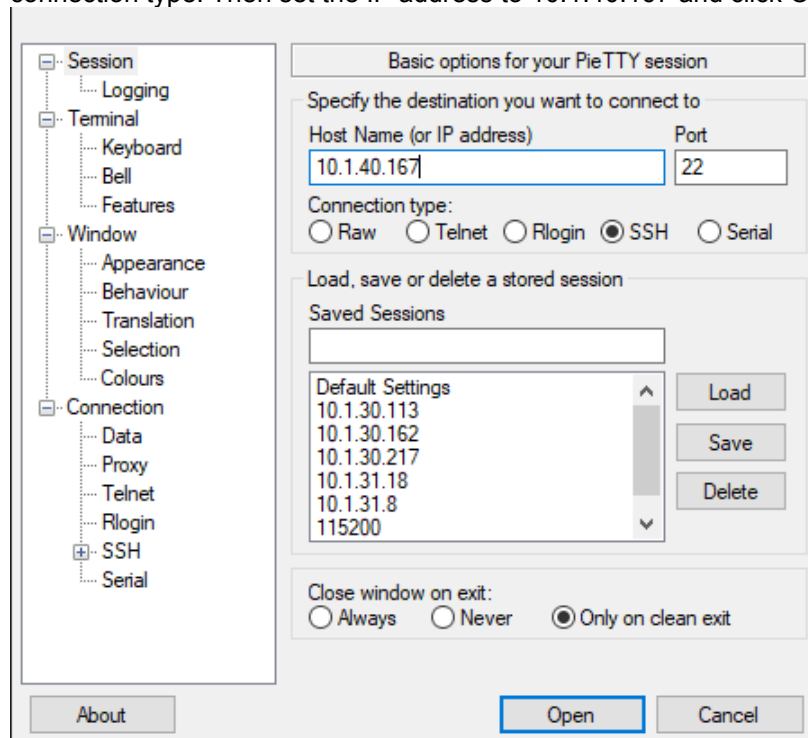 Session
Logging
Terminal
Keyboard
Bell
Features
Window
Appearance
Behaviour
Translation
Selection
Colours
Connection
Data
Proxy
Telnet
Rlogin
SSH
Serial
Basic options for your PieTTY session
Specify the destination you want to connect to
Host Name (or IP address) Port
10.1.40.167 22
Connection type:
Raw Telnet Rlogin SSH Serial
Load, save or delete a stored session
Saved Sessions
Default Settings
10.1.30.113
10.1.30.162
10.1.30.217
10.1.31.18
10.1.31.8
115200
Load
Save
Delete
Close window on exit:
Always Never Only on clean exit
About Open Cancel